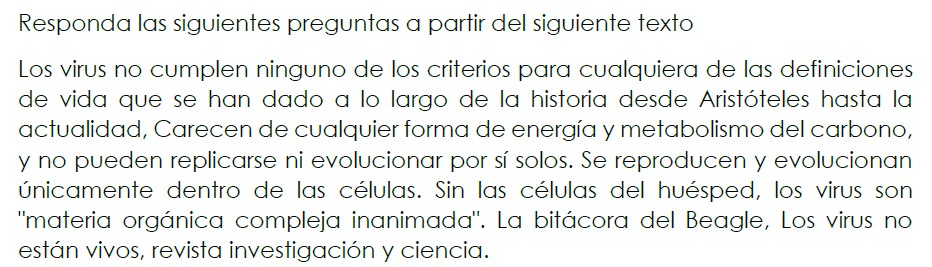 Responda las siguientes preguntas a partir del siguiente texto
Los virus no cumplen ninguno de los criterios para cualquiera de las definiciones
de vida que se han dado a lo largo de la historia desde Aristóteles hasta la
actualidad, Carecen de cualquier forma de energía y metabolismo del carbono,
y no pueden replicarse ni evolucionar por sí solos. Se reproducen y evolucionan
únicamente dentro de las células. Sin las células del huésped, los virus son
"materia orgánica compleja inanimada". La bitácora del Beagle, Los virus no
están vivos, revista investigación y ciencia.